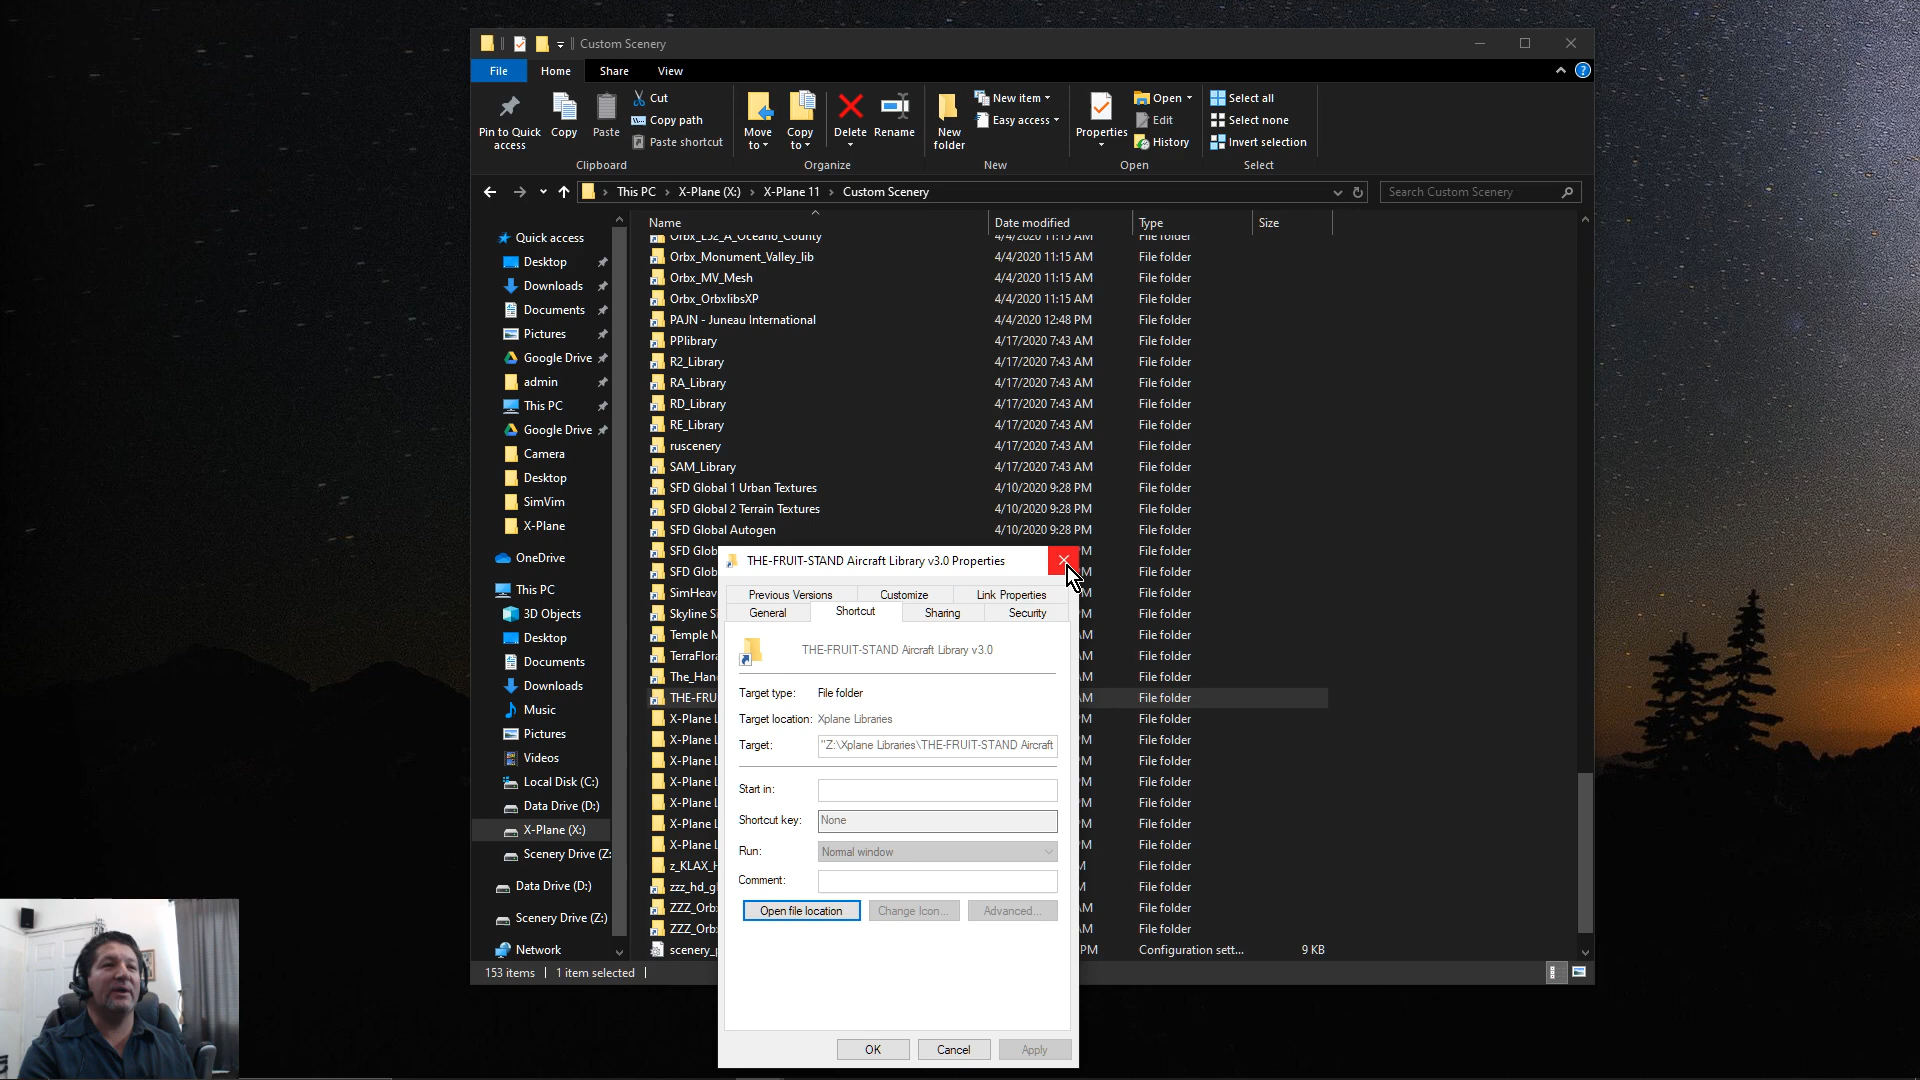 Custom Scenery
File Home Share View
Pin to Quick access
Copy
Paste
Cut
Copy path
Paste shortcut
Clipboard
Move to
Copy to
Delete
Rename
Organize
New folder
New item
Easy access
New
Properties
Open
Edit
History
Open
Select all
Select none
Invert selection
Select
This PC > X-Plane (X:) > X-Plane 11 > Custom Scenery
Search Custom Scenery
Quick access
Desktop
Downloads
Documents
Pictures
Google Drive
admin
This PC
Google Drive
Camera
Desktop
SimVim
X-Plane
OneDrive
This PC
3D Objects
Desktop
Documents
Downloads
Music
Pictures
Videos
Local Disk (C:)
Data Drive (D:)
X-Plane (X:)
Scenery Drive (Z:
Data Drive (D:)
Scenery Drive (Z:)
Network
Name Date modified Type Size
Orbx_L52_A_Oceano_County 4/4/2020 11:15 AM File folder
Orbx_Monument_Valley_lib 4/4/2020 11:15 AM File folder
Orbx_MV_Mesh 4/4/2020 11:15 AM File folder
Orbx_OrbxlibsXP 4/4/2020 11:15 AM File folder
PAJN - Juneau International 4/4/2020 12:48 PM File folder
PPlibrary 4/17/2020 7:43 AM File folder
R2_Library 4/17/2020 7:43 AM File folder
RA_Library 4/17/2020 7:43 AM File folder
RD_Library 4/17/2020 7:43 AM File folder
RE_Library 4/17/2020 7:43 AM File folder
ruscenery 4/17/2020 7:43 AM File folder
SAM_Library 4/17/2020 7:43 AM File folder
SFD Global 1 Urban Textures 4/10/2020 9:28 PM File folder
SFD Global 2 Terrain Textures 4/10/2020 9:28 PM File folder
SFD Global Autogen 4/10/2020 9:28 PM File folder
SFD Glob M File folder
SFD Glob M File folder
SimHeav File folder
Skyline S File folder
Temple M M File folder
TerraFlora M File folder
The_Han M File folder
THE-FRU M File folder
X-Plane L M File folder
X-Plane L M File folder
X-Plane L M File folder
X-Plane L M File folder
X-Plane L M File folder
X-Plane L M File folder
X-Plane L M File folder
z_KLAX_H File folder
zzz_hd_g File folder
ZZZ_Orb M File folder
ZZZ_Orb M File folder
scenery_p PM Configuration sett... 9 KB
153 items 1 item selected
THE-FRUIT-STAND Aircraft Library v3.0 Properties
Previous Versions Customize Link Properties
General Shortcut Sharing Security
THE-FRUIT-STAND Aircraft Library v3.0
Target type: File folder
Target location: Xplane Libraries
Target: "Z:\Xplane Libraries\THE-FRUIT-STAND Aircraft
Start in:
Shortcut key: None
Run: Normal window
Comment:
Open file location Change Icon... Advanced...
OK Cancel Apply